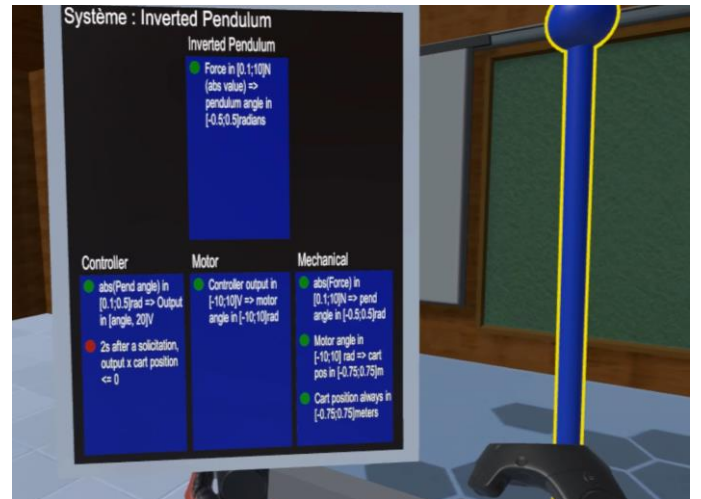 Système : Inverted Pendulum
Inverted Pendulum
Force in [0.1;10]N
(abs value) =>
pendulum angle in
[-0.5;0.5]radians
Controller
abs(Pend angle) in
[0.1;0.5]rad => Output
in [angle, 20]V
2s after a solicitation,
output x cart position
<= 0
Motor
Controller output in
[-10;10]V => motor
angle in [-10;10]rad
Mechanical
abs(Force) in
[0.1;10]N => pend
angle in [-0.5;0.5]rad
Motor angle in
[-10;10] rad => cart
pos in [-0.75;0.75]m
Cart position always in
[-0.75;0.75]meters